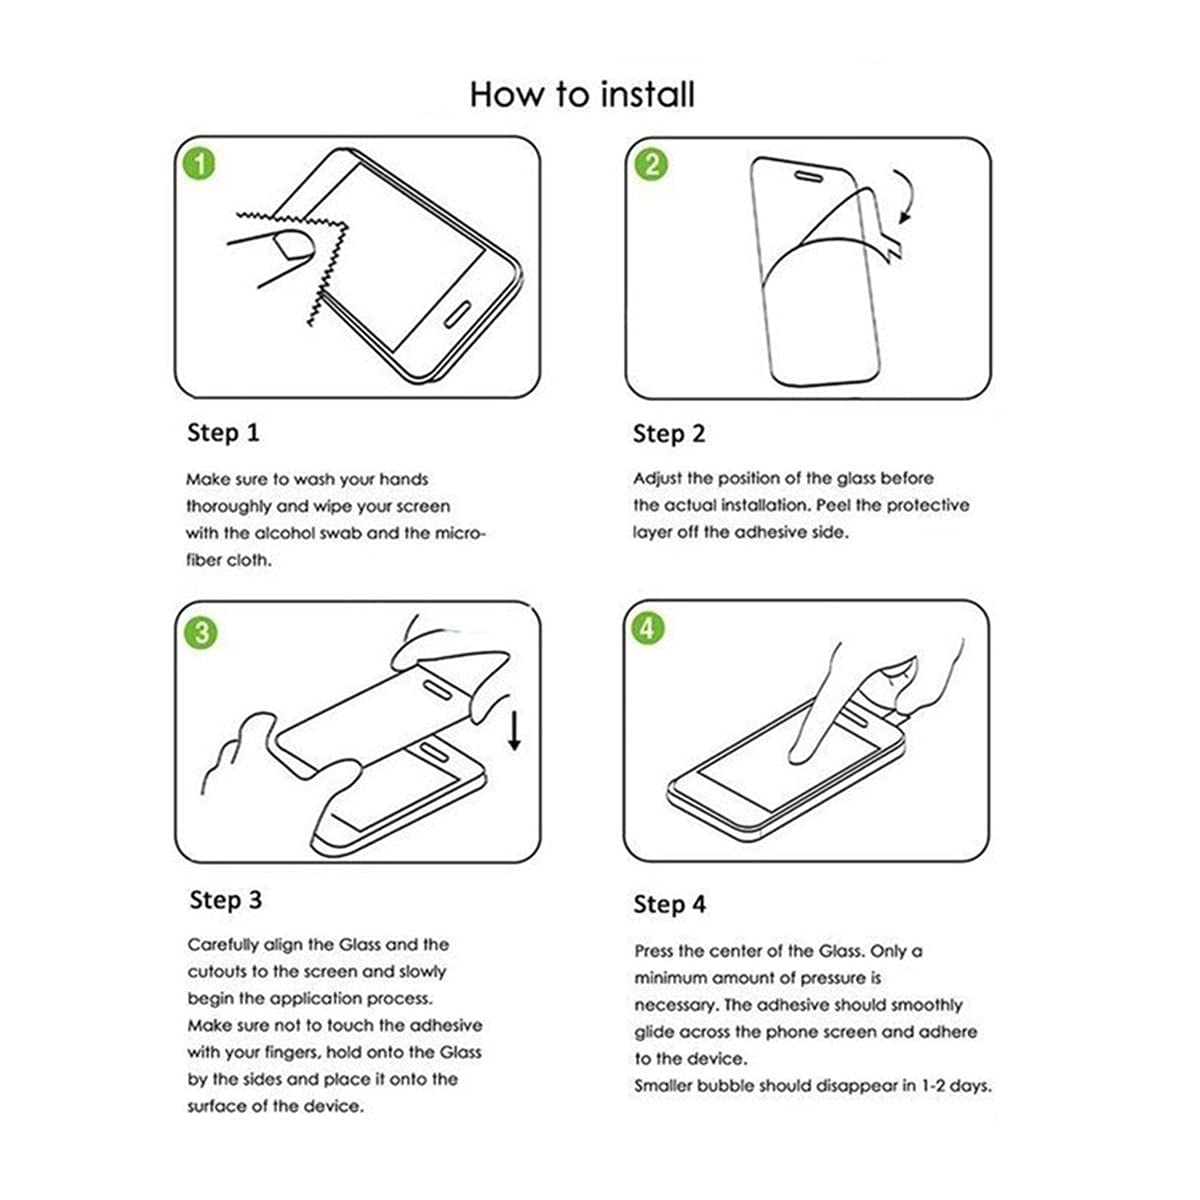 How to install
1
Step 1
Make sure to wash your hands
thoroughly and wipe your screen
with the alcohol swab and the micro-
fiber cloth.
2
Step 2
Adjust the position of the glass before
the actual installation. Peel the protective
layer off the adhesive side.
3
Step 3
Carefully align the Glass and the
cutouts to the screen and slowly
begin the application process.
Make sure not to touch the adhesive
with your fingers, hold onto the Glass
by the sides and place it onto the
surface of the device.
4
Step 4
Press the center of the Glass. Only a
minimum amount of pressure is
necessary. The adhesive should smoothly
glide across the phone screen and adhere
to the device.
Smaller bubble should disappear in 1-2 days.